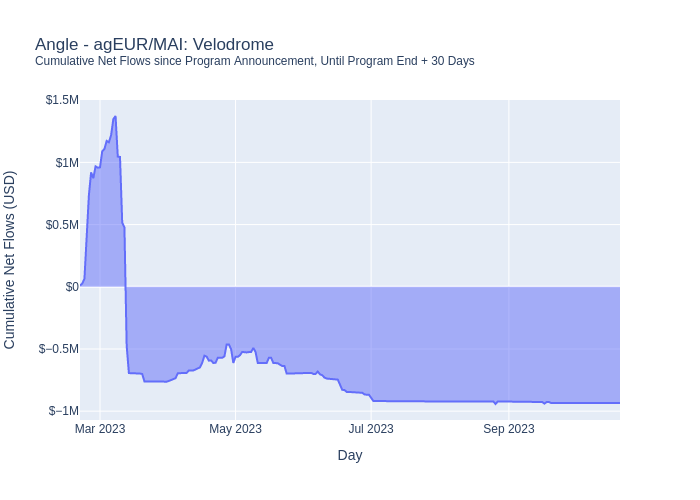 Angle - agEUR/MAI: Velodrome
Cumulative Net Flows since Program Announcement, Until Program End + 30 Days
Cumulative Net Flows (USD)
$1.5M
$1M
$0.5M
$0
$−0.5M
$−1M
Mar 2023
May 2023
Jul 2023
Sep 2023
Day